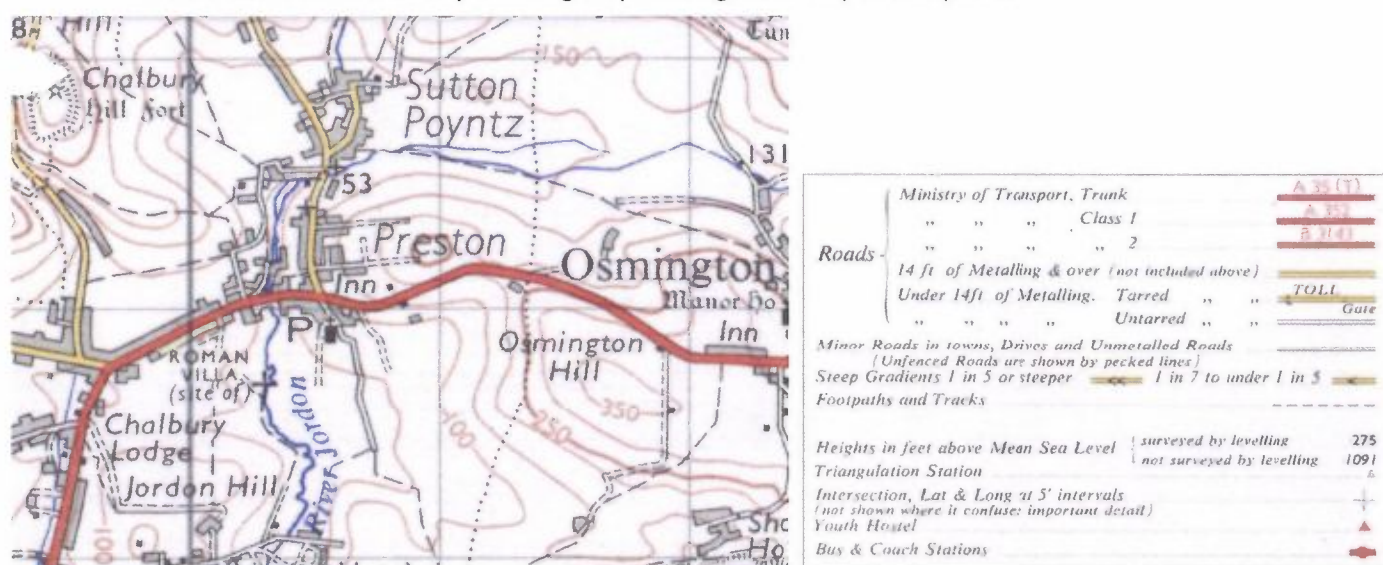 Hill
Chalbury
Hill Fort
150
Sutton
Poyntz
131
53
Preston
Osmington
Manor Ho
Inn
Inn
P
Osmington
Hill
ROMAN
VILLA
(site of)
350
250
100
Chalbury
Lodge
Jordon Hill
River Jordon
100
Sho
Ho
Roads
Ministry of Transport, Trunk A 35 (T)
" " " Class 1 A 352
" " " " 2 B 3143
14 ft of Metalling & over (not included above)
Under 14ft of Metalling. Tarred " " TOLL
Gate
" " " " Untarred " "
Minor Roads in towns, Drives and Unmetalled Roads
(Unfenced Roads are shown by pecked lines)
Steep Gradients 1 in 5 or steeper 1 in 7 to under 1 in 5
Footpaths and Tracks
Heights in feet above Mean Sea Level surveyed by levelling 275
not surveyed by levelling 1091
Triangulation Station
Intersection, Lat & Long at 5' intervals
(not shown where it confuses important detail)
Youth Hostel
Bus & Coach Stations